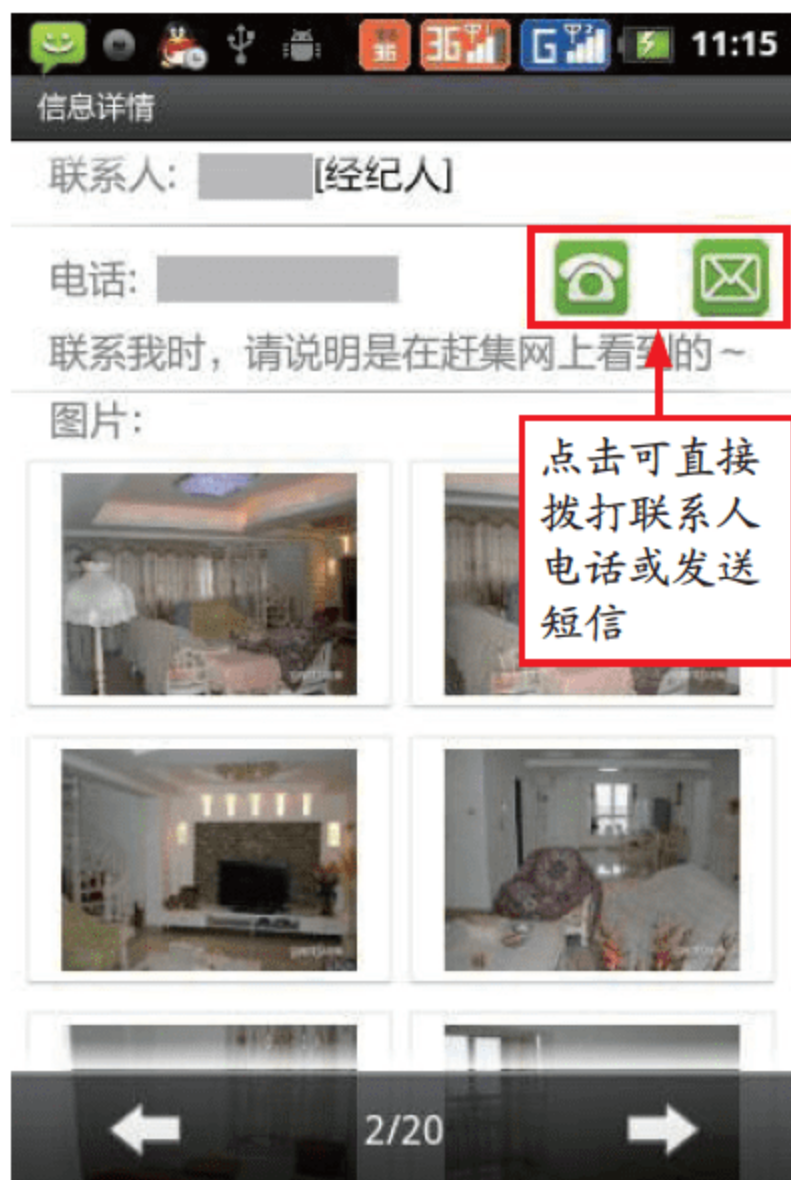 11:15
信息详情
联系人: [经纪人]
电话:
联系我时，请说明是在赶集网上看到的～
图片:
点击可直接
拨打联系人
电话或发送
短信
2/20